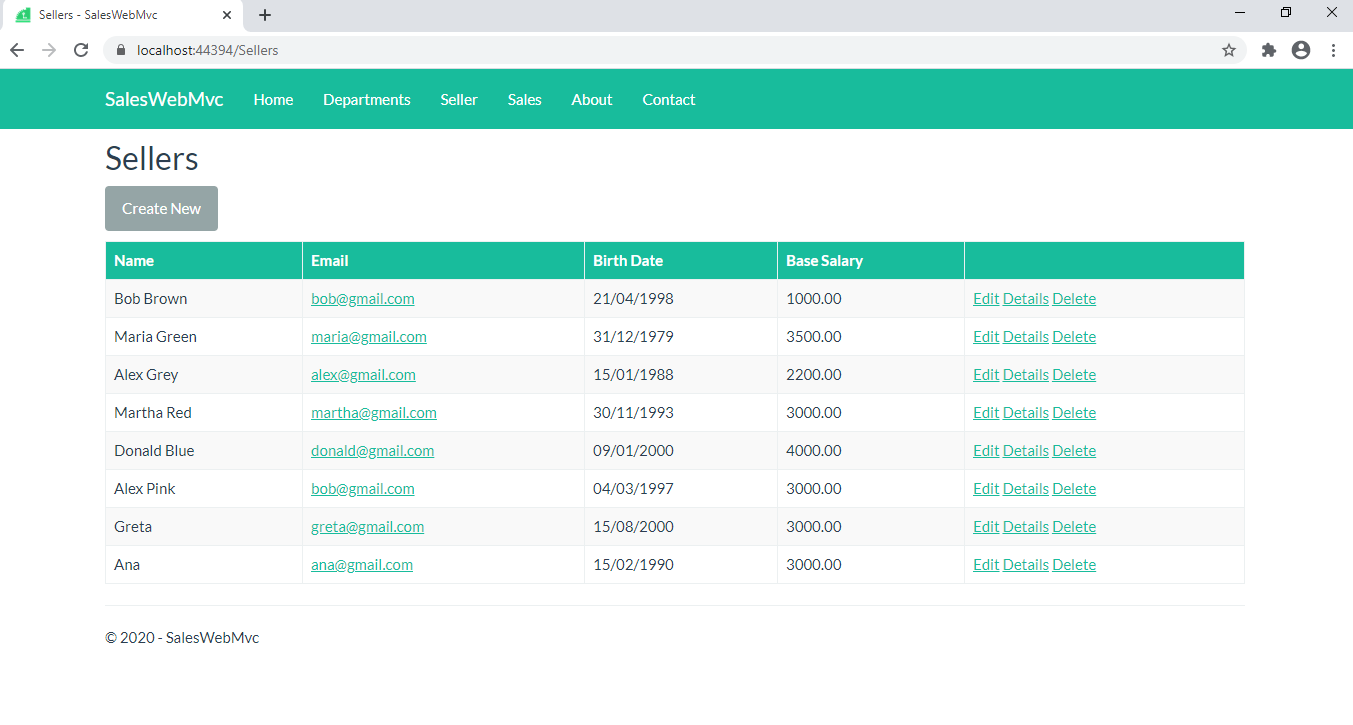 Sellers - SalesWebMvc
localhost:44394/Sellers
SalesWebMvc Home Departments Seller Sales About Contact
Sellers
Create New
Name Email Birth Date Base Salary
Bob Brown bob@gmail.com 21/04/1998 1000.00 Edit Details Delete
Maria Green maria@gmail.com 31/12/1979 3500.00 Edit Details Delete
Alex Grey alex@gmail.com 15/01/1988 2200.00 Edit Details Delete
Martha Red martha@gmail.com 30/11/1993 3000.00 Edit Details Delete
Donald Blue donald@gmail.com 09/01/2000 4000.00 Edit Details Delete
Alex Pink bob@gmail.com 04/03/1997 3000.00 Edit Details Delete
Greta greta@gmail.com 15/08/2000 3000.00 Edit Details Delete
Ana ana@gmail.com 15/02/1990 3000.00 Edit Details Delete
© 2020 - SalesWebMvc